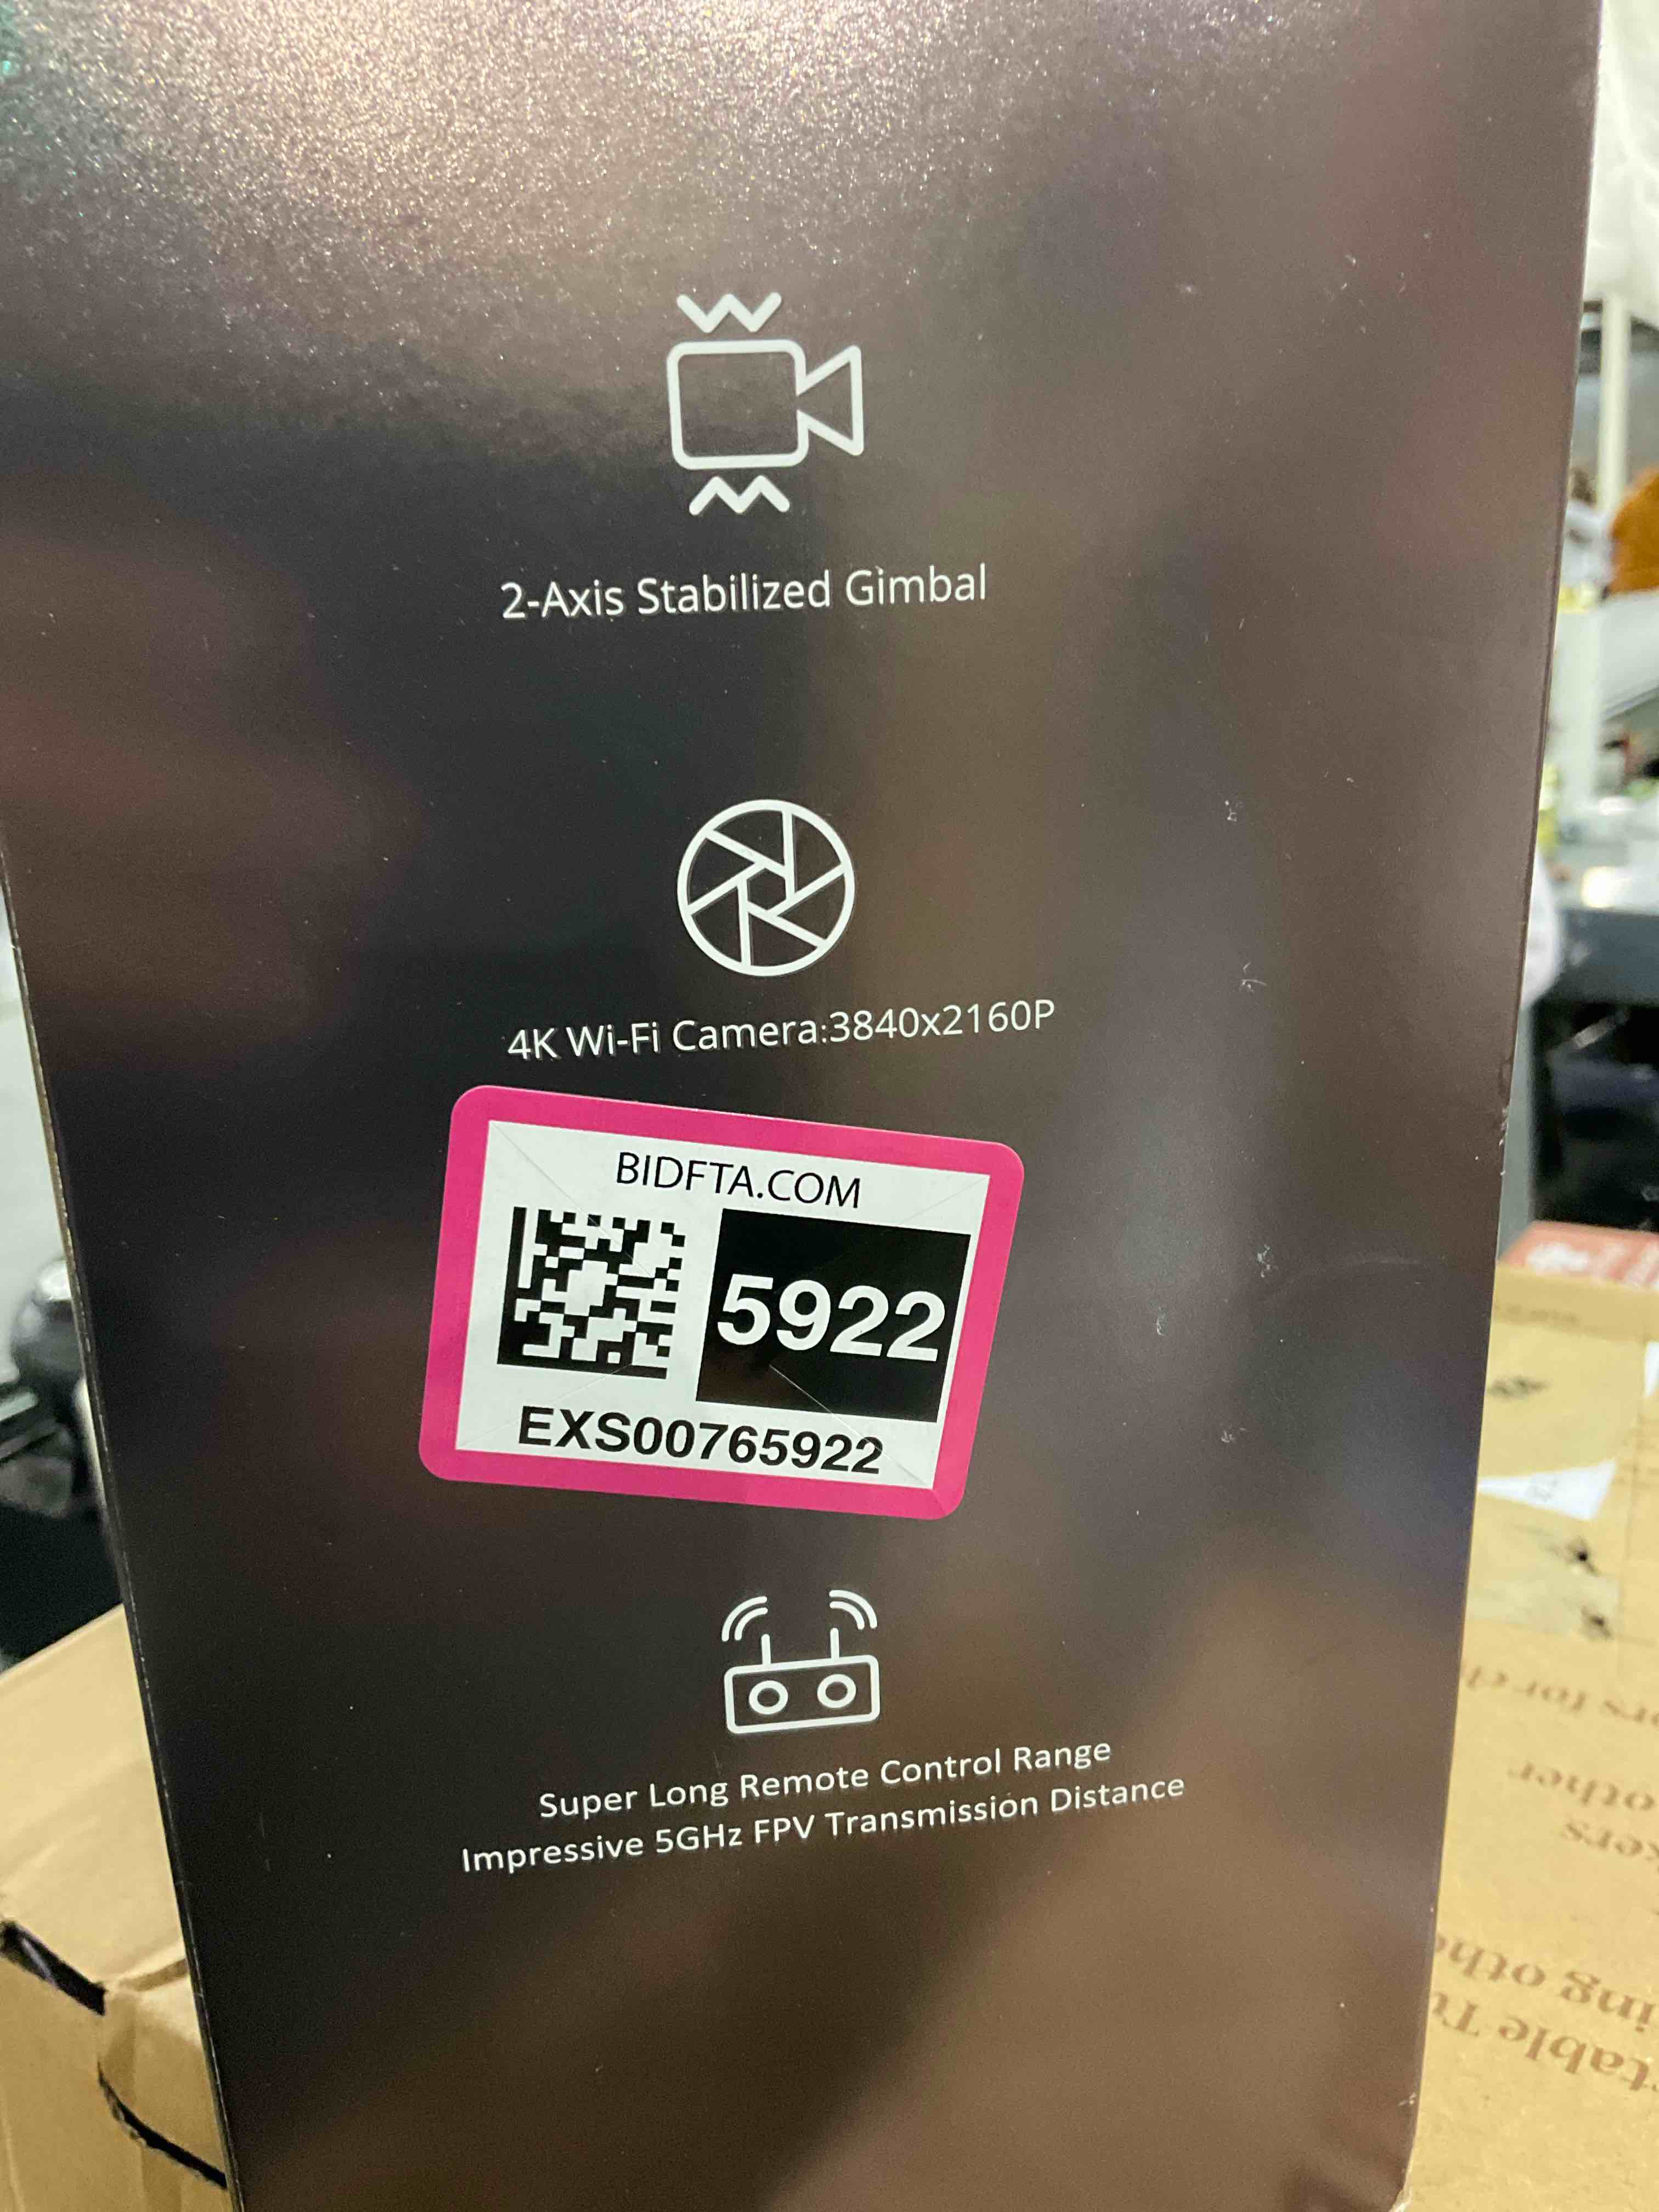 2-Axis Stabilized Gimbal
4K Wi-Fi Camera:3840x2160P
BIDFTA.COM
5922
EXS00765922
Super Long Remote Control Range
Impressive 5GHz FPV Transmission Distance
other